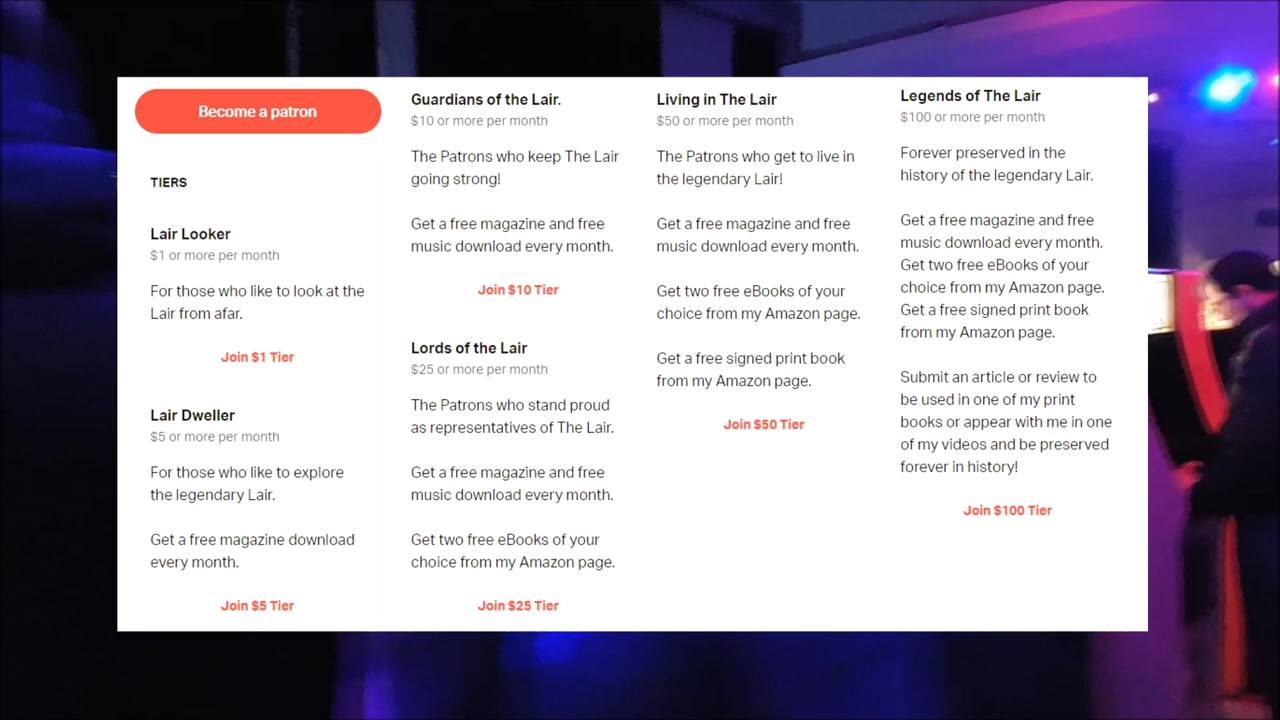 Become a patron
TIERS
Lair Looker
$1 or more per month
For those who like to look at the
Lair from afar.
Join $1 Tier
Lair Dweller
$5 or more per month
For those who like to explore
the legendary Lair.
Get a free magazine download
every month.
Join $5 Tier
Guardians of the Lair.
$10 or more per month
The Patrons who keep The Lair
going strong!
Get a free magazine and free
music download every month.
Join $10 Tier
Lords of the Lair
$25 or more per month
The Patrons who stand proud
as representatives of The Lair.
Get a free magazine and free
music download every month.
Get two free eBooks of your
choice from my Amazon page.
Join $25 Tier
Living in The Lair
$50 or more per month
The Patrons who get to live in
the legendary Lair!
Get a free magazine and free
music download every month.
Get two free eBooks of your
choice from my Amazon page.
Get a free signed print book
from my Amazon page.
Join $50 Tier
Legends of The Lair
$100 or more per month
Forever preserved in the
history of the legendary Lair.
Get a free magazine and free
music download every month.
Get two free eBooks of your
choice from my Amazon page.
Get a free signed print book
from my Amazon page.
Submit an article or review to
be used in one of my print
books or appear with me in one
of my videos and be preserved
forever in history!
Join $100 Tier